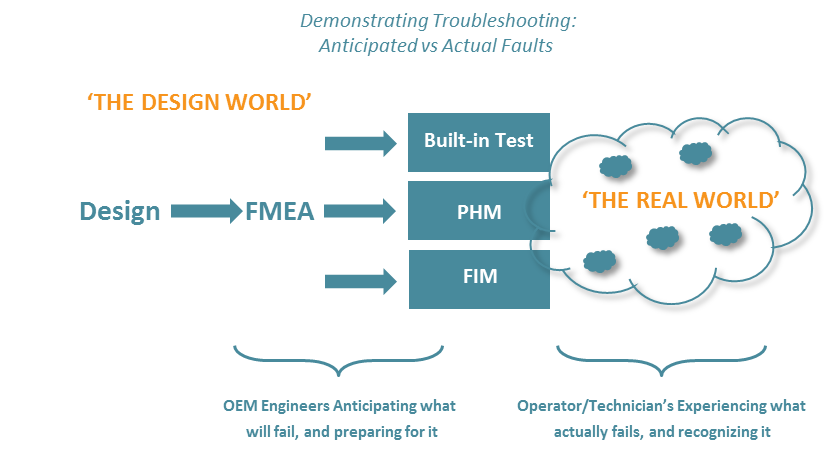 Demonstrating Troubleshooting:
Anticipated vs Actual Faults
‘THE DESIGN WORLD’
Built-in Test
Design
FMEA
PHM
‘THE REAL WORLD’
FIM
OEM Engineers Anticipating what
will fail, and preparing for it
Operator/Technician’s Experiencing what
actually fails, and recognizing it